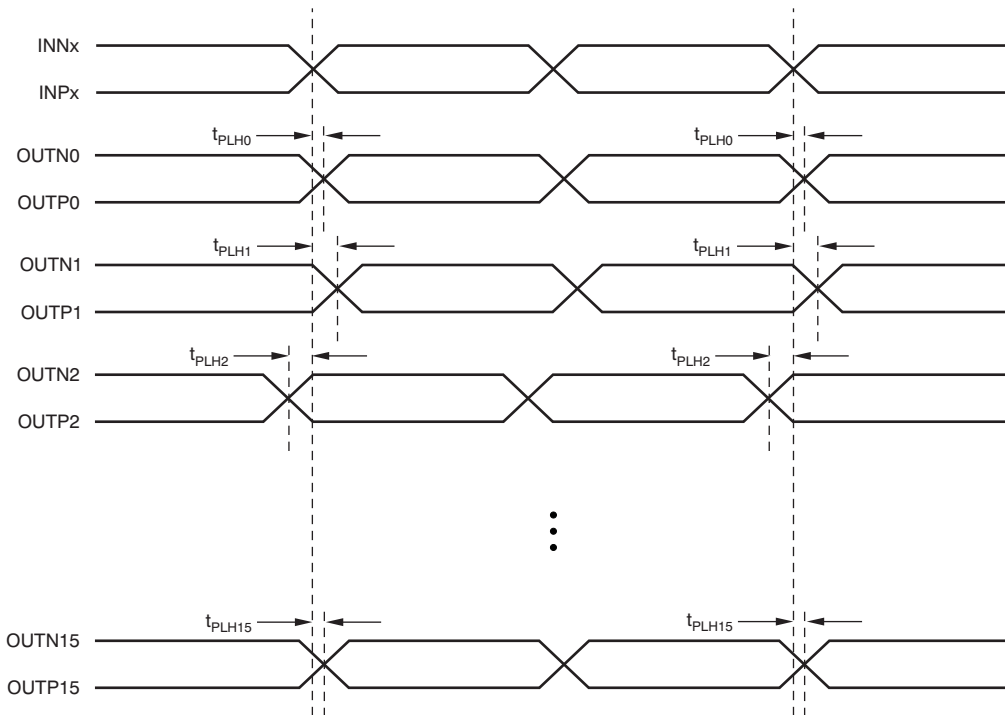 INNx
INPx
tPLH0 tPLH0
OUTN0
OUTP0
tPLH1 tPLH1
OUTN1
OUTP1
tPLH2 tPLH2
OUTN2
OUTP2
tPLH15 tPLH15
OUTN15
OUTP15